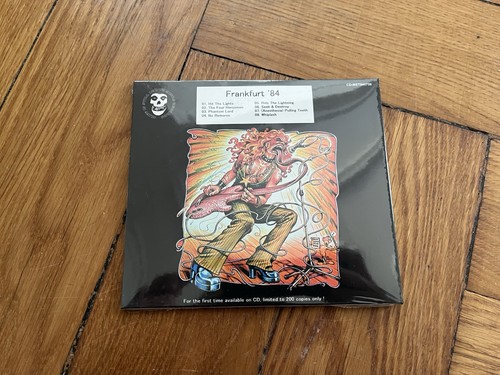 Frankfurt '84
01. Hit The Lights
02. The Four Horsemen
03. Phantom Lord
04. No Remorse
05. Ride The Lightning
06. Seek & Destroy
07. (Anesthesia) Pulling Teeth
08. Whiplash
For the first time available on CD, limited to 200 copies only !